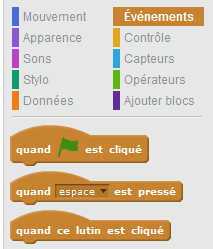 Mouvement Événements
Apparence Contrôle
Sons Capteurs
Stylo Opérateurs
Données Ajouter blocs
quand est cliqué
quand espace est pressé
quand ce lutin est cliqué